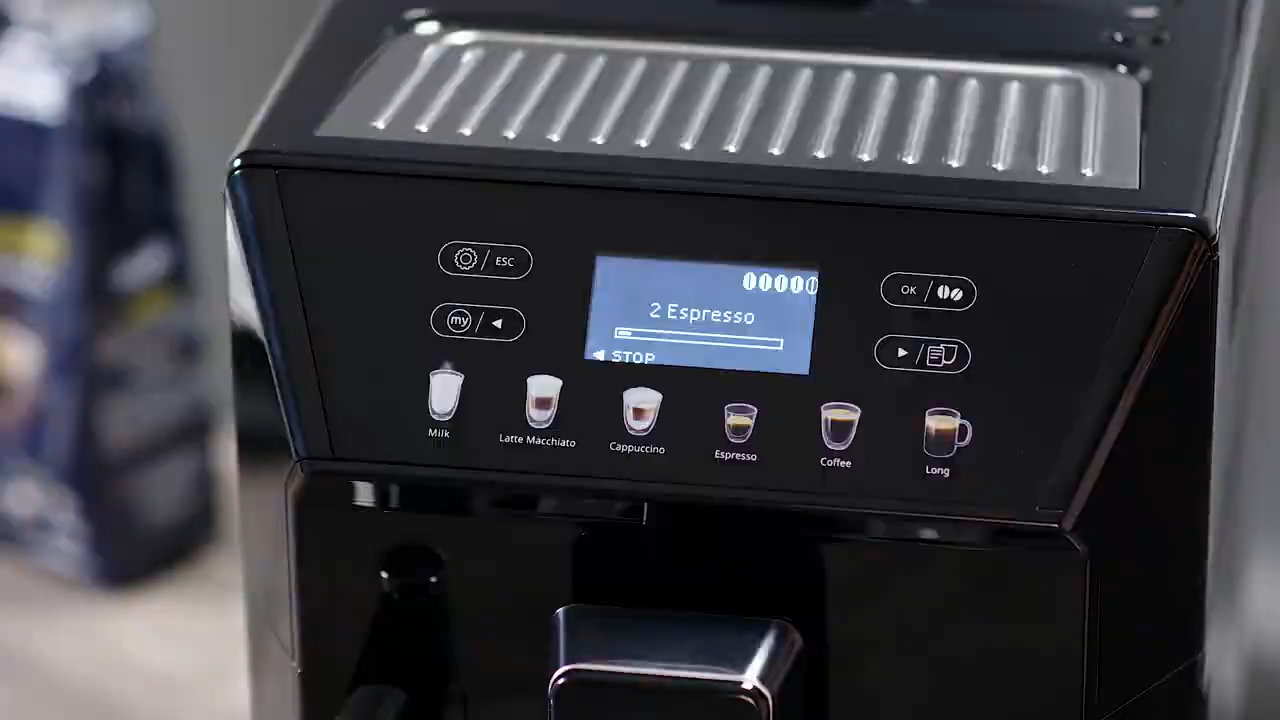 ESC
my
2 Espresso
◀ STOP
OK
Milk
Latte Macchiato
Cappuccino
Espresso
Coffee
Long